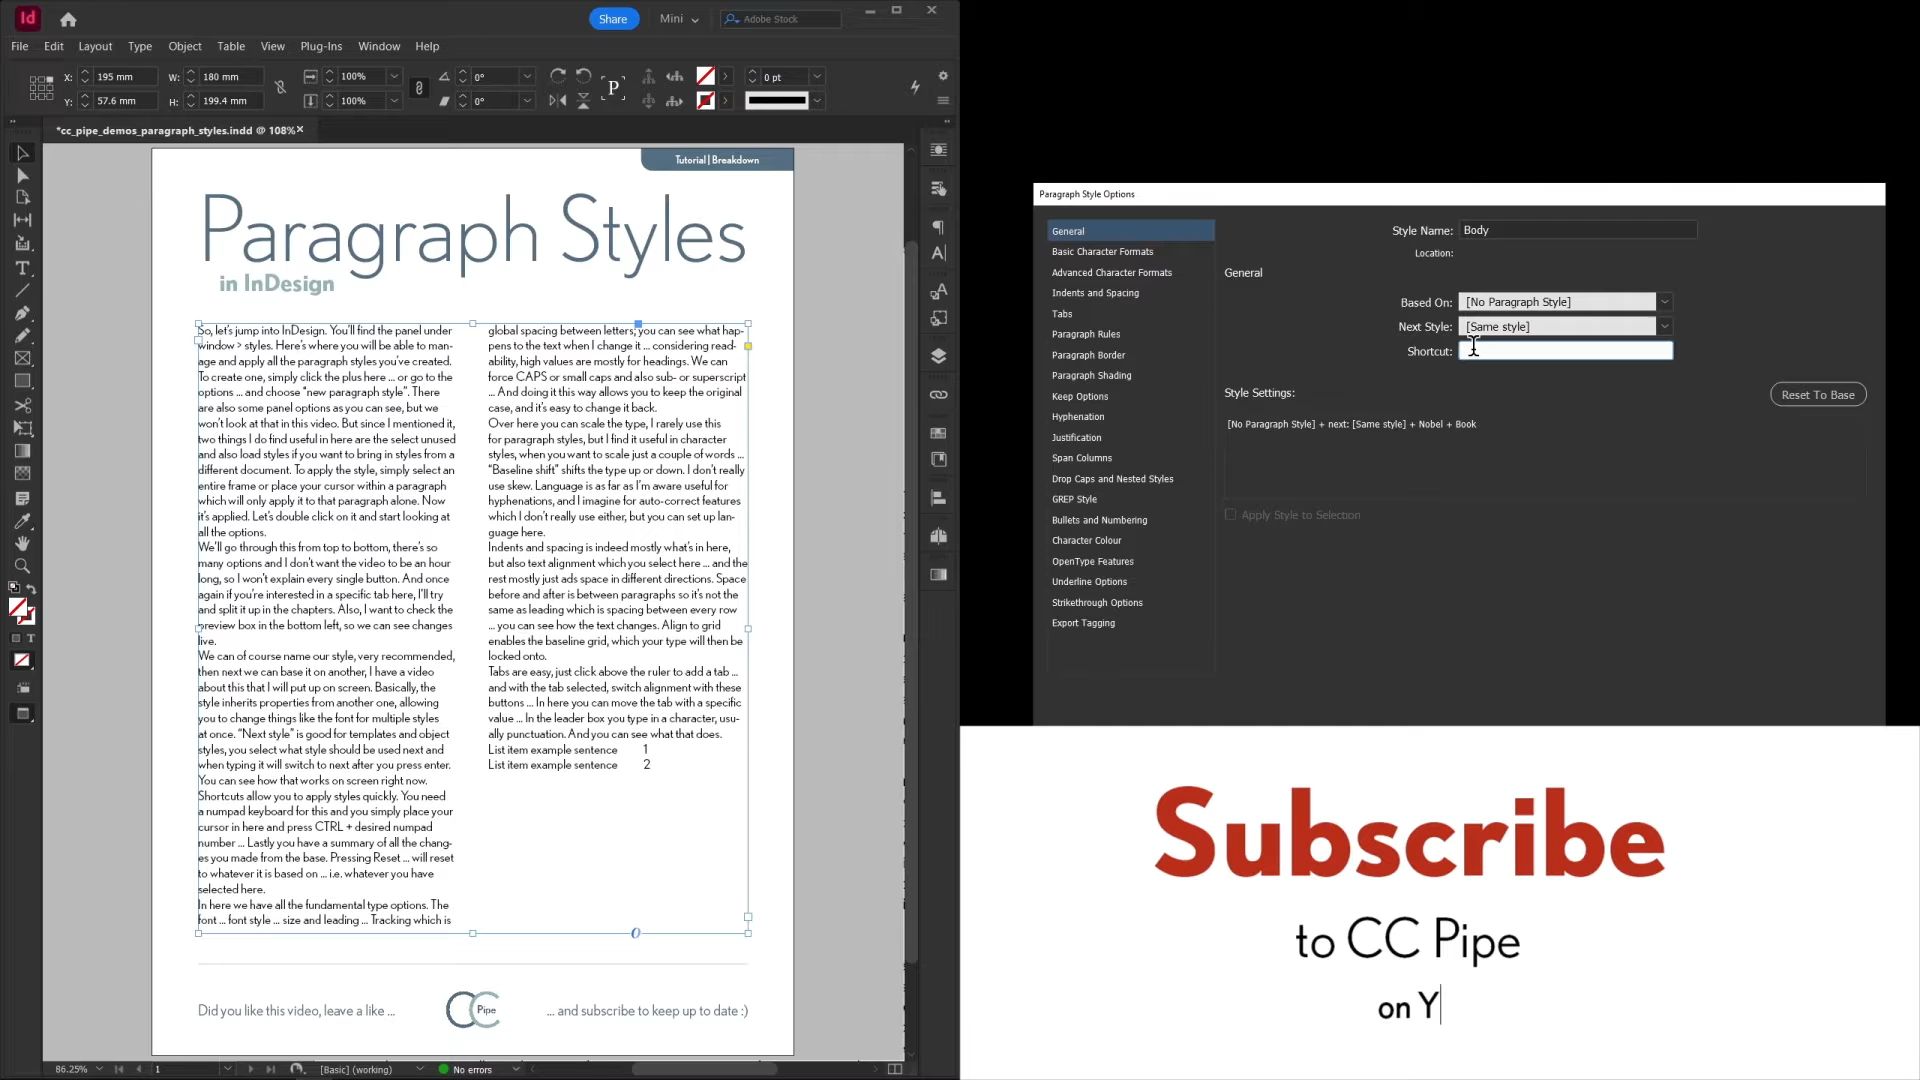 Id
Share
Mini
Adobe Stock
File Edit Layout Type Object Table View Plug-Ins Window Help
X: 195 mm W: 180 mm 100% 0° P 0 pt
Y: 57.6 mm H: 199.4 mm 100% 0°
*cc_pipe_demos_paragraph_styles.indd @ 108%
Tutorial | Breakdown
Paragraph Styles
in InDesign
So, let's jump into InDesign. You'll find the panel under
window > styles. Here's where you will be able to man-
age and apply all the paragraph styles you've created.
To create one, simply click the plus here ... or go to the
options ... and choose "new paragraph style". There
are also some panel options as you can see, but we
won't look at that in this video. But since I mentioned it,
two things I do find useful in here are the select unused
and also load styles if you want to bring in styles from a
different document. To apply the style, simply select an
entire frame or place your cursor within a paragraph
which will only apply it to that paragraph alone. Now
it's applied. Let's double click on it and start looking at
all the options.
We'll go through this from top to bottom, there's so
many options and I don't want the video to be an hour
long, so I won't explain every single button. And once
again if you're interested in a specific tab here, I'll try
and split it up in the chapters. Also, I want to check the
preview box in the bottom left, so we can see changes
live.
We can of course name our style, very recommended,
then next we can base it on another, I have a video
about this that I will put up on screen. Basically, the
style inherits properties from another one, allowing
you to change things like the font for multiple styles
at once. "Next style" is good for templates and object
styles, you select what style should be used next and
when typing it will switch to next after you press enter.
You can see how that works on screen right now.
Shortcuts allow you to apply styles quickly. You need
a numpad keyboard for this and you simply place your
cursor in here and press CTRL + desired numpad
number ... Lastly you have a summary of all the chang-
es you made from the base. Pressing Reset ... will reset
to whatever it is based on ... i.e. whatever you have
selected here.
In here we have all the fundamental type options. The
font ... font style ... size and leading ... Tracking which is
global spacing between letters; you can see what hap-
pens to the text when I change it ... considering read-
ability, high values are mostly for headings. We can
force CAPS or small caps and also sub- or superscript
... And doing it this way allows you to keep the original
case, and it's easy to change it back.
Over here you can scale the type, I rarely use this
for paragraph styles, but I find it useful in character
styles, when you want to scale just a couple of words ...
"Baseline shift" shifts the type up or down. I don't really
use skew. Language is as far as I'm aware useful for
hyphenations, and I imagine for auto-correct features
which I don't really use either, but you can set up lan-
guage here.
Indents and spacing is indeed mostly what's in here,
but also text alignment which you select here ... and the
rest mostly just ads space in different directions. Space
before and after is between paragraphs so it's not the
same as leading which is spacing between every row
... you can see how the text changes. Align to grid
enables the baseline grid, which your type will then be
locked onto.
Tabs are easy, just click above the ruler to add a tab ...
and with the tab selected, switch alignment with these
buttons ... In here you can move the tab with a specific
value ... In the leader box you type in a character, usu-
ally punctuation. And you can see what that does.
List item example sentence 1
List item example sentence 2
Did you like this video, leave a like ...
CC Pipe
... and subscribe to keep up to date :)
86.25% 1 [Basic] (working) No errors
Paragraph Style Options
General
Basic Character Formats
Advanced Character Formats
Indents and Spacing
Tabs
Paragraph Rules
Paragraph Border
Paragraph Shading
Keep Options
Hyphenation
Justification
Span Columns
Drop Caps and Nested Styles
GREP Style
Bullets and Numbering
Character Colour
OpenType Features
Underline Options
Strikethrough Options
Export Tagging
Style Name: Body
Location:
General
Based On: [No Paragraph Style]
Next Style: [Same style]
Shortcut:
Style Settings:
Reset To Base
[No Paragraph Style] + next: [Same style] + Nobel + Book
Apply Style to Selection
Subscribe
to CC Pipe
on Y